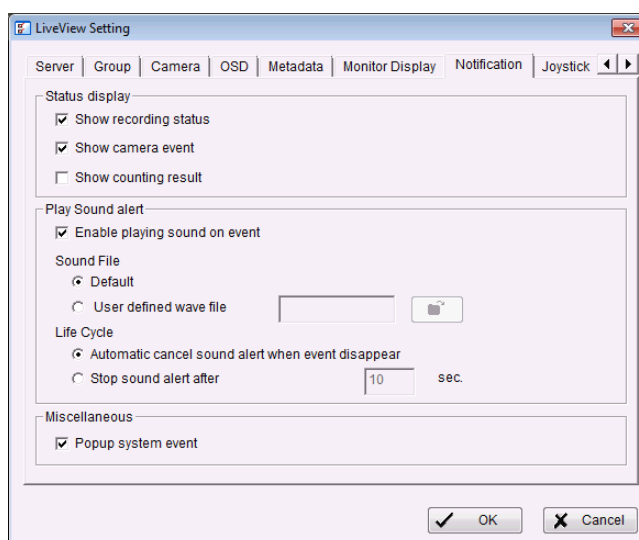 LiveView Setting
Server Group Camera OSD Metadata Monitor Display Notification Joystick
Status display
Show recording status
Show camera event
Show counting result
Play Sound alert
Enable playing sound on event
Sound File
Default
User defined wave file
Life Cycle
Automatic cancel sound alert when event disappear
Stop sound alert after 10 sec.
Miscellaneous
Popup system event
OK Cancel